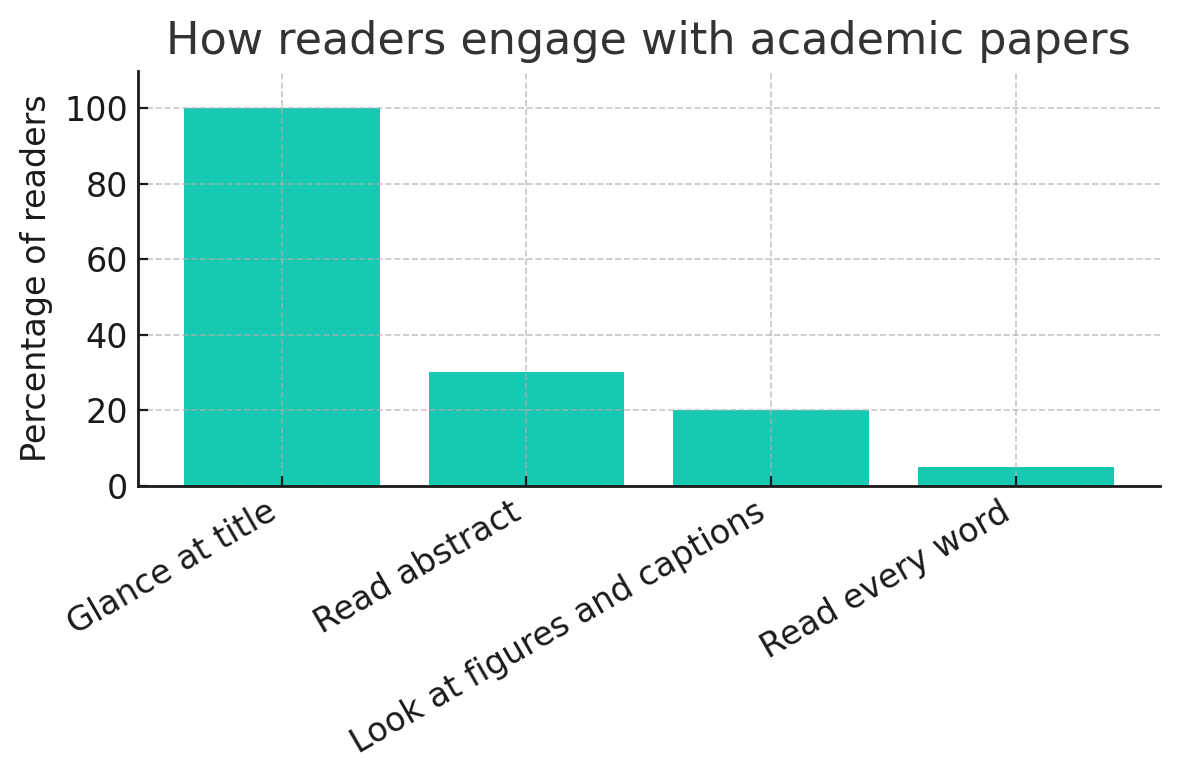 How readers engage with academic papers
Percentage of readers
100
80
60
40
20
0
Glance at title
Read abstract
Look at figures and captions
Read every word